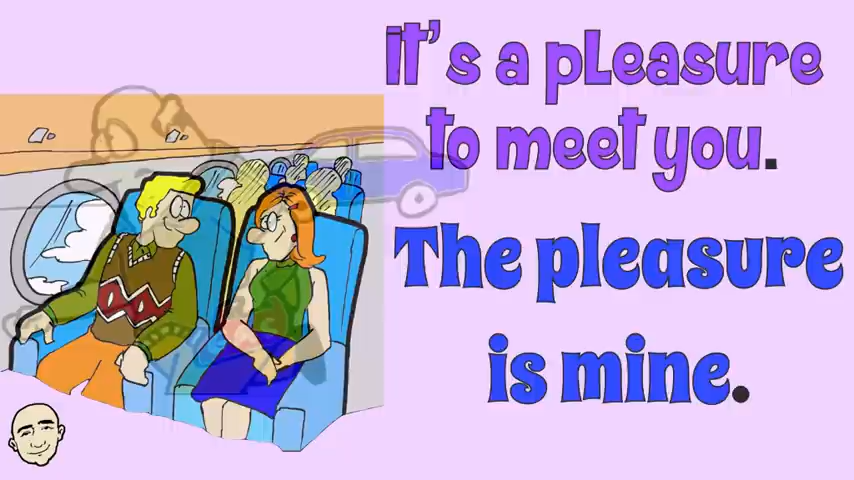 it's a pleasure
to meet you.
The pleasure
is mine.